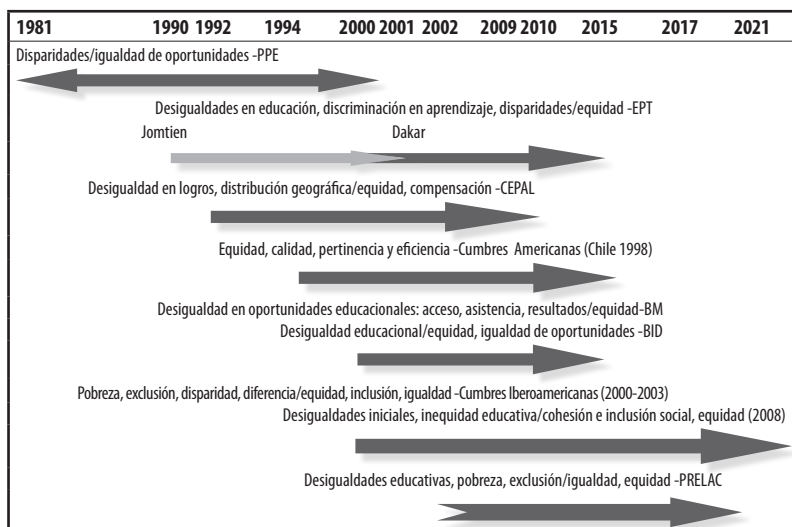 1981 1990 1992 1994 2000 2001 2002 2009 2010 2015 2017 2021
Disparidades/igualdad de oportunidades -PPE
Desigualdades en educación, discriminación en aprendizaje, disparidades/equidad -EPT
Jomtien Dakar
Desigualdad en logros, distribución geográfica/equidad, compensación -CEPAL
Equidad, calidad, pertinencia y eficiencia -Cumbres Americanas (Chile 1998)
Desigualdad en oportunidades educacionales: acceso, asistencia, resultados/equidad-BM
Desigualdad educacional/equidad, igualdad de oportunidades -BID
Pobreza, exclusión, disparidad, diferencia/equidad, inclusión, igualdad -Cumbres Iberoamericanas (2000-2003)
Desigualdades iniciales, inequidad educativa/cohesión e inclusión social, equidad (2008)
Desigualdades educativas, pobreza, exclusión/igualdad, equidad -PRELAC